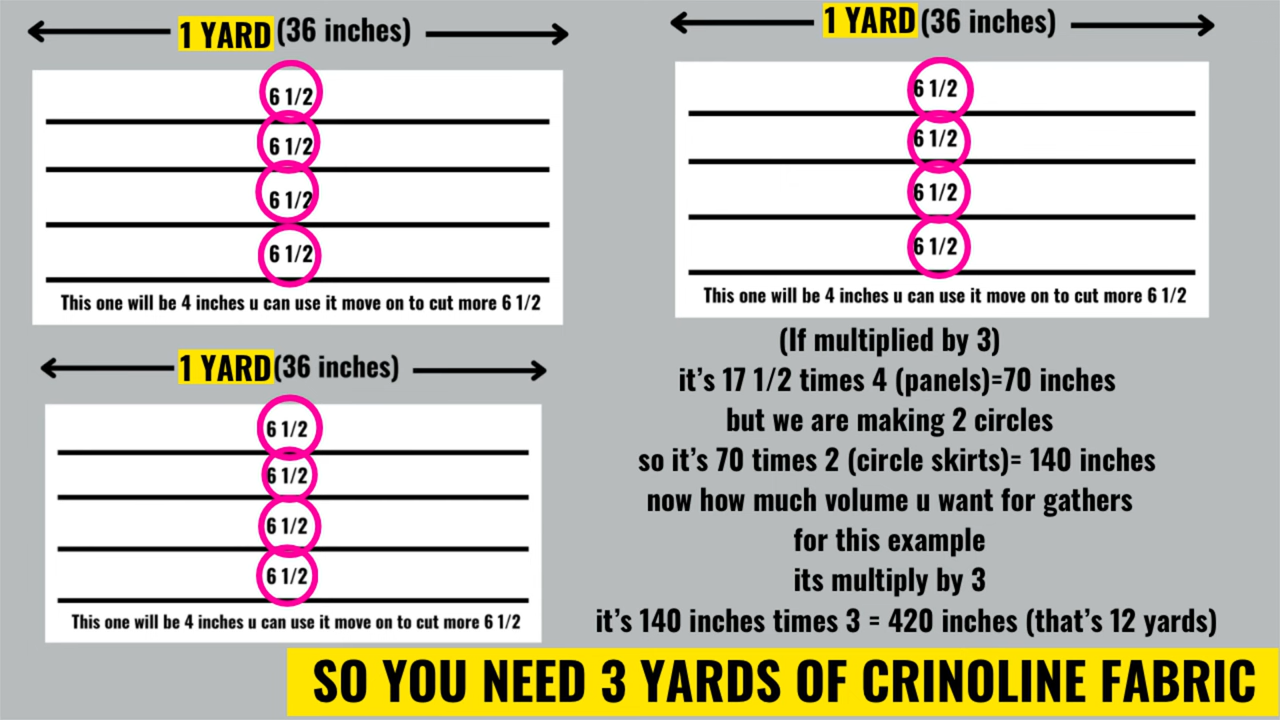 1 YARD (36 inches)
6 1/2
6 1/2
6 1/2
6 1/2
This one will be 4 inches u can use it move on to cut more 6 1/2
1 YARD (36 inches)
6 1/2
6 1/2
6 1/2
6 1/2
This one will be 4 inches u can use it move on to cut more 6 1/2
1 YARD (36 inches)
6 1/2
6 1/2
6 1/2
6 1/2
This one will be 4 inches u can use it move on to cut more 6 1/2
(If multiplied by 3)
it's 17 1/2 times 4 (panels)=70 inches
but we are making 2 circles
so it's 70 times 2 (circle skirts)= 140 inches
now how much volume u want for gathers
for this example
its multiply by 3
it's 140 inches times 3 = 420 inches (that's 12 yards)
SO YOU NEED 3 YARDS OF CRINOLINE FABRIC